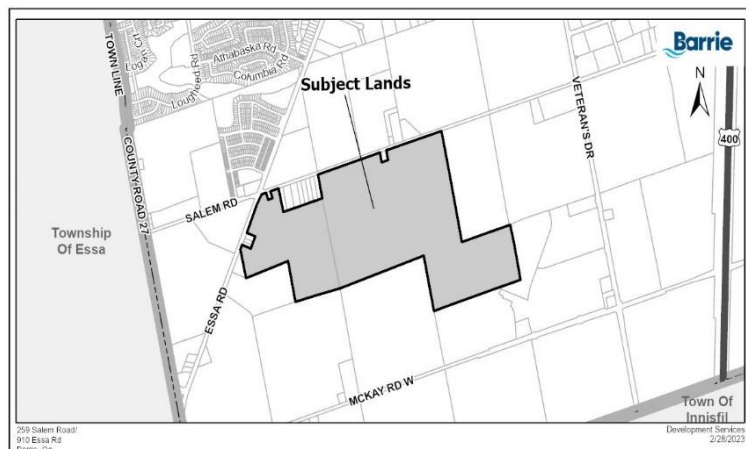 TOWN LINE
COUNTY ROAD 27
Athabaska Rd
Columbia Rd
Lougheed Rd
Subject Lands
Barrie
N
VETERAN'S DR
400
SALEM RD
Township
Of Essa
ESSA RD
MCKAY RD W
Town Of
Innisfil
259 Salem Road/
910 Essa Rd
Development Services
2/28/2023